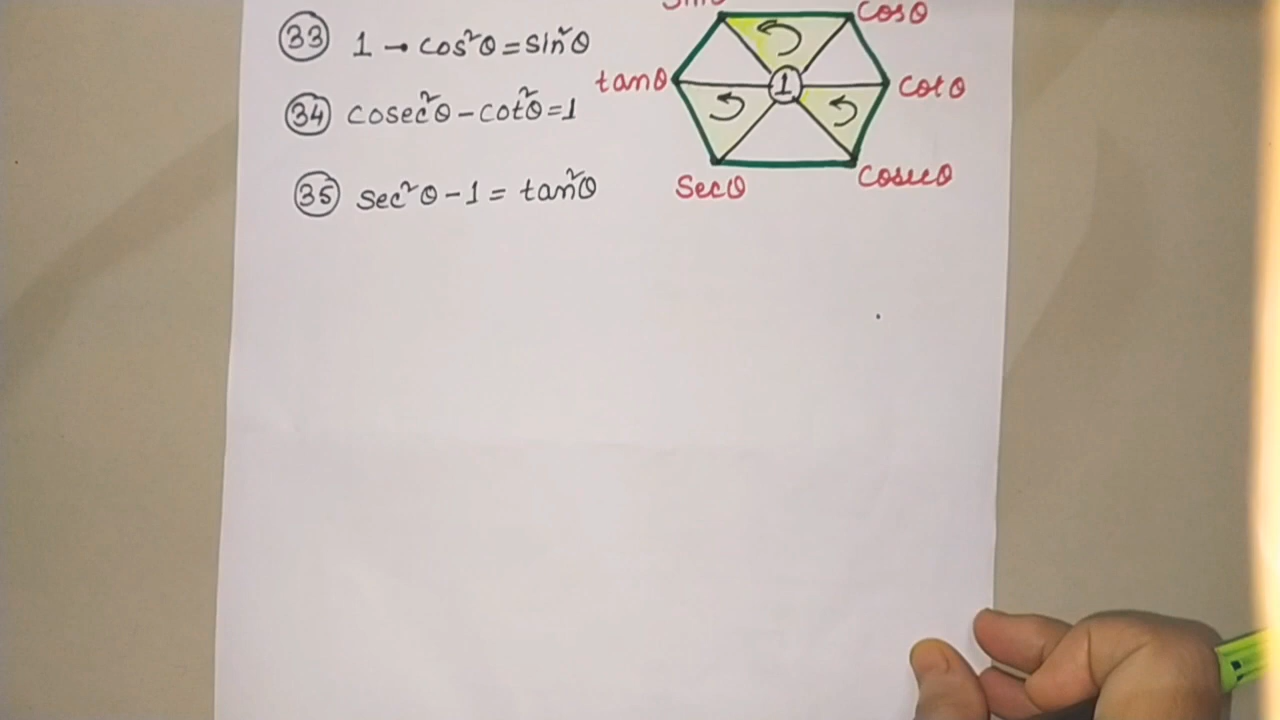 33 1 - cos²θ = sin²θ
34 cosec²θ - cot²θ = 1
35 sec²θ - 1 = tan²θ
cosθ
tanθ
1
cotθ
Secθ
cosecθ